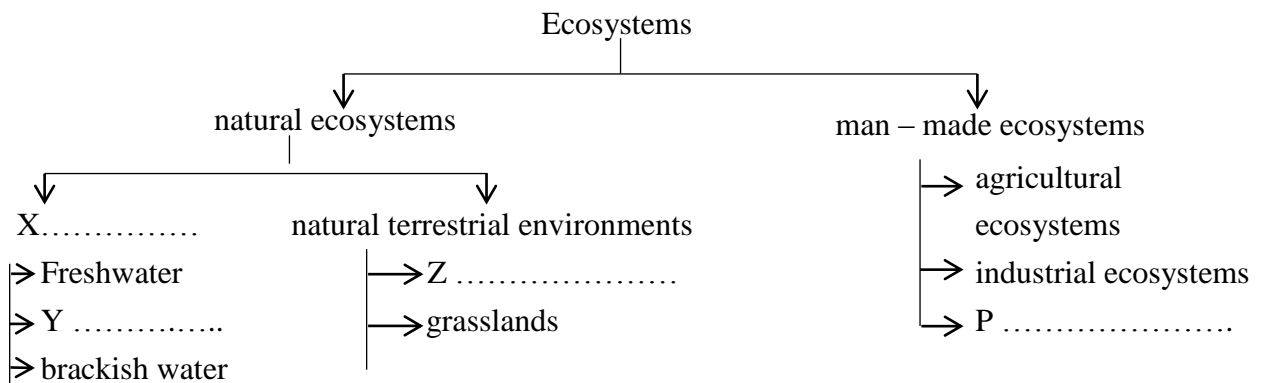 Ecosystems
natural ecosystems
man – made ecosystems
X……………
Freshwater
Y ……….…..
brackish water
natural terrestrial environments
Z …………………
grasslands
agricultural
ecosystems
industrial ecosystems
P ………………….